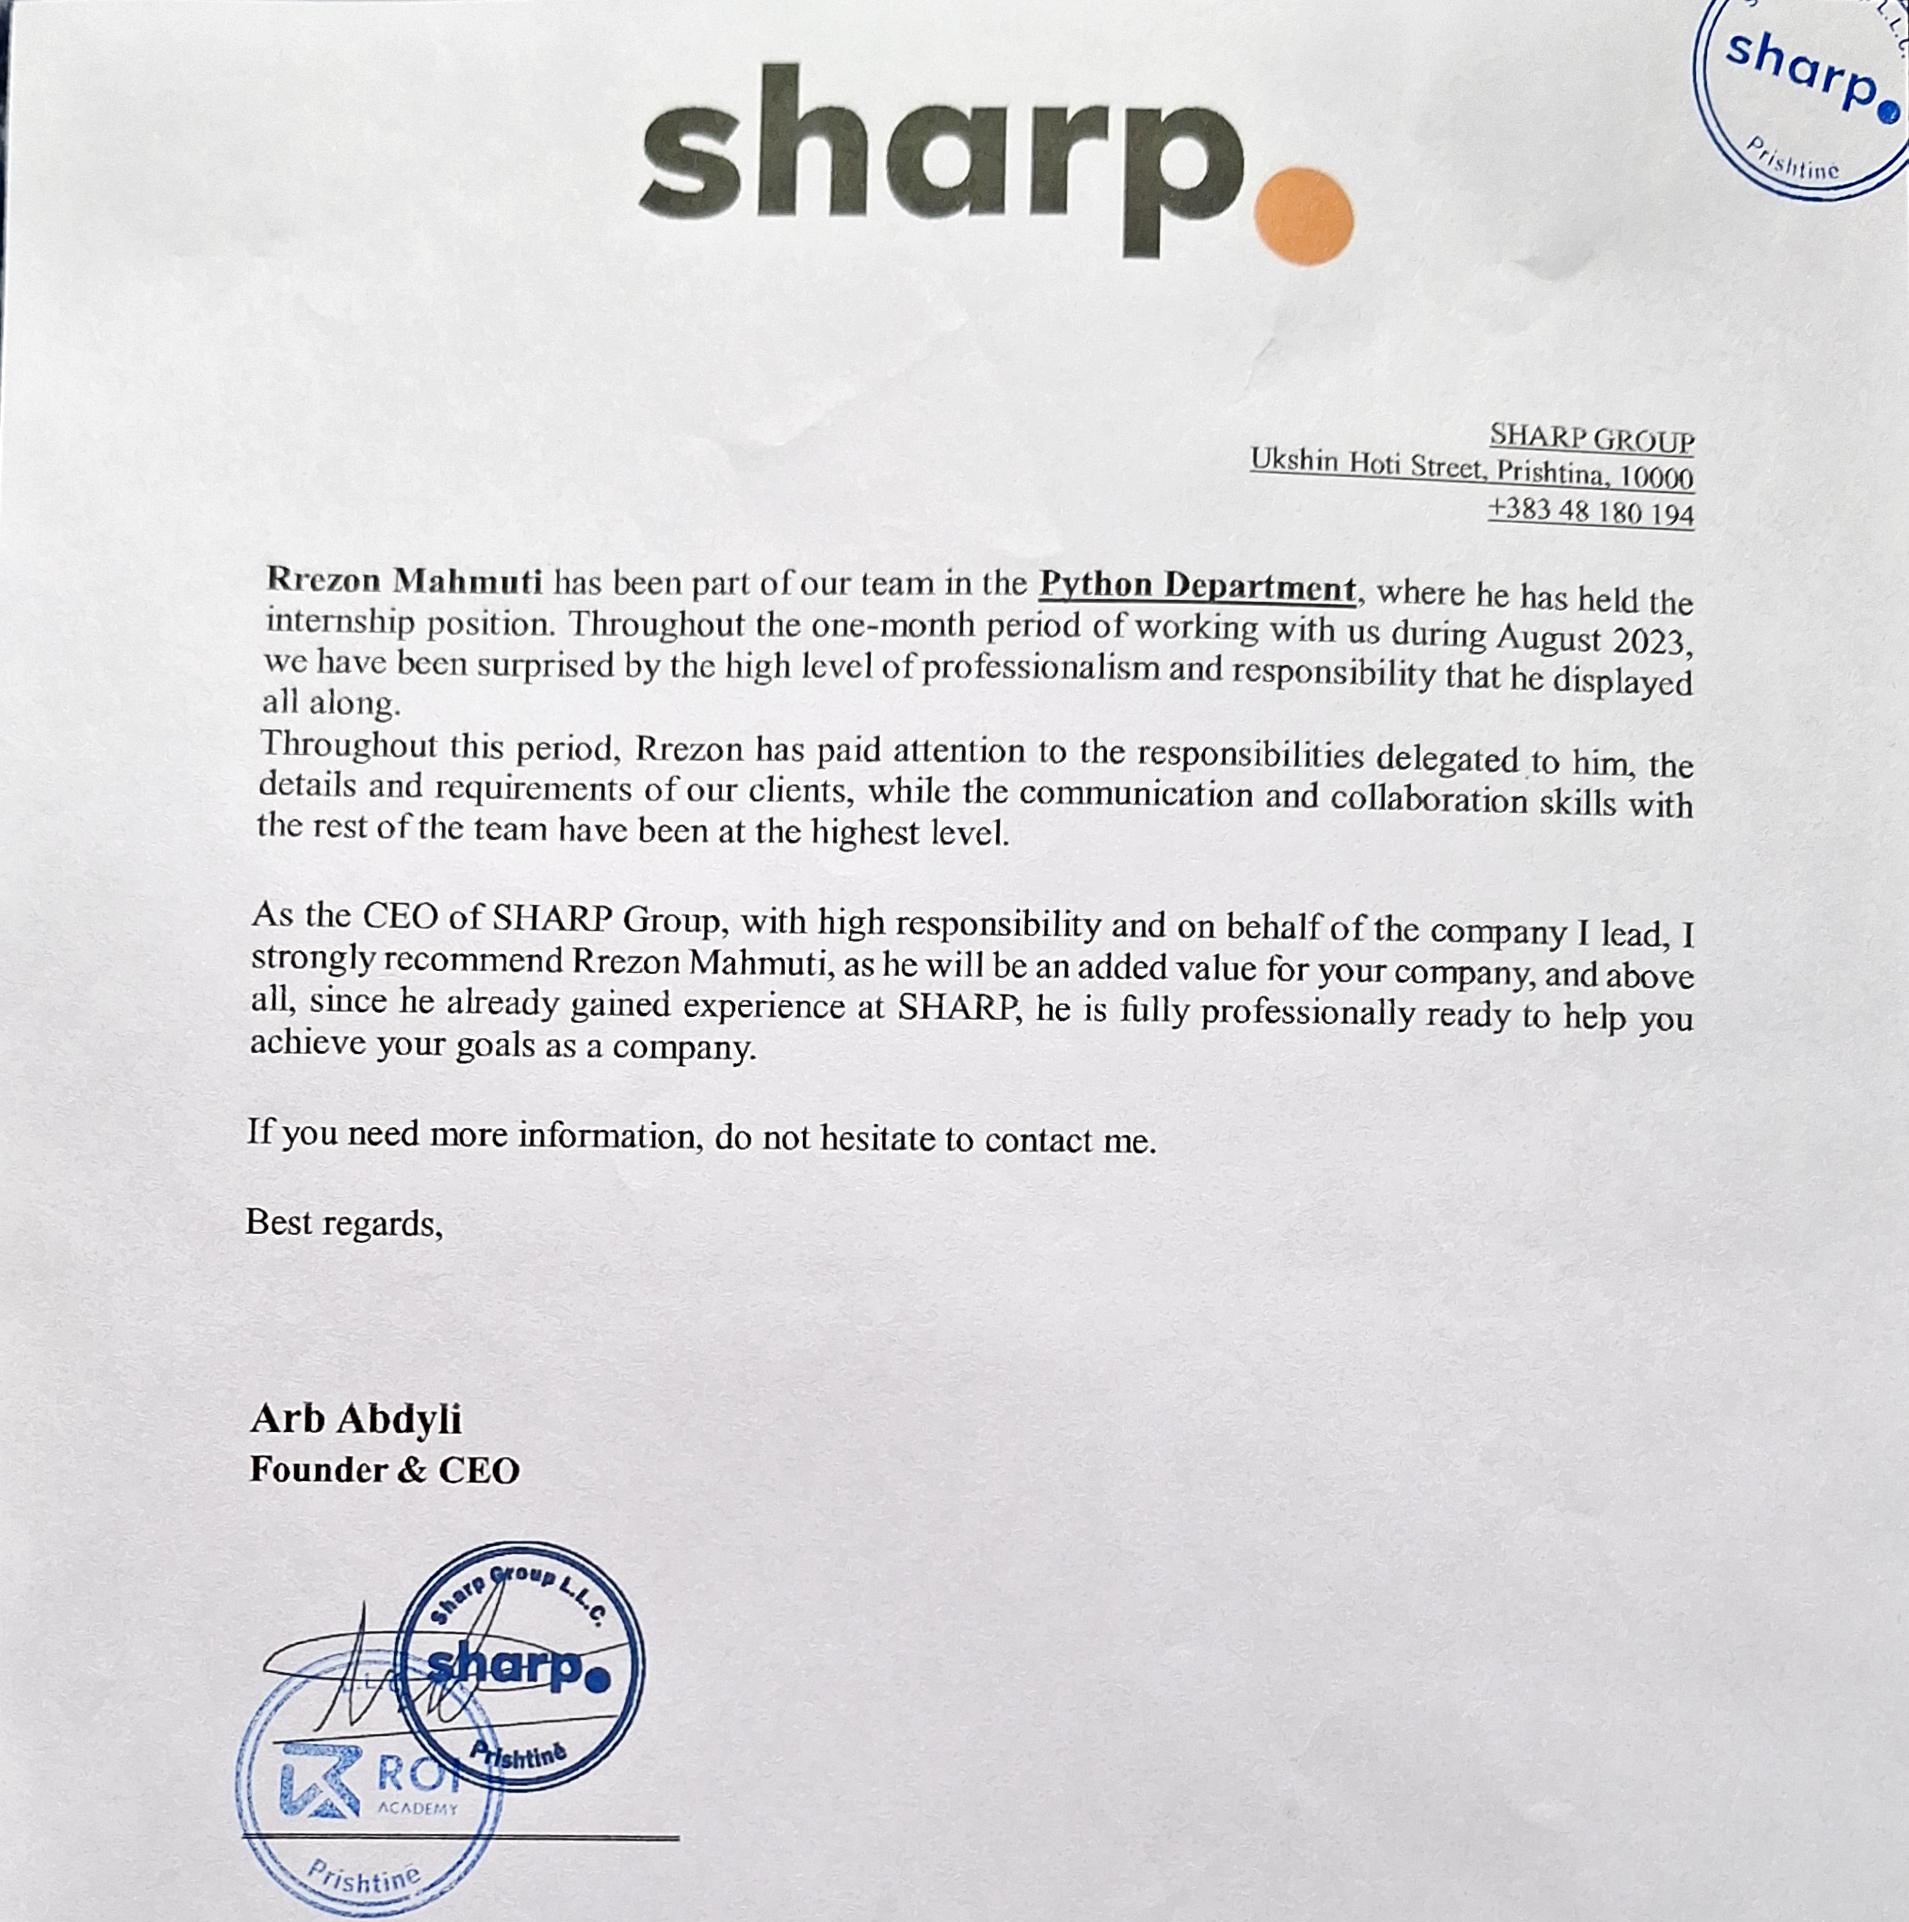 sharp.
L.L.C.
sharp.
Prishtinë
SHARP GROUP
Ukshin Hoti Street, Prishtina, 10000
+383 48 180 194
Rrezon Mahmuti has been part of our team in the Python Department, where he has held the
internship position. Throughout the one-month period of working with us during August 2023,
we have been surprised by the high level of professionalism and responsibility that he displayed
all along.
Throughout this period, Rrezon has paid attention to the responsibilities delegated to him, the
details and requirements of our clients, while the communication and collaboration skills with
the rest of the team have been at the highest level.
As the CEO of SHARP Group, with high responsibility and on behalf of the company I lead, I
strongly recommend Rrezon Mahmuti, as he will be an added value for your company, and above
all, since he already gained experience at SHARP, he is fully professionally ready to help you
achieve your goals as a company.
If you need more information, do not hesitate to contact me.
Best regards,
Arb Abdyli
Founder & CEO
Sharp Group L.L.C.
sharp.
Prishtinë
ROI
ACADEMY
Prishtinë